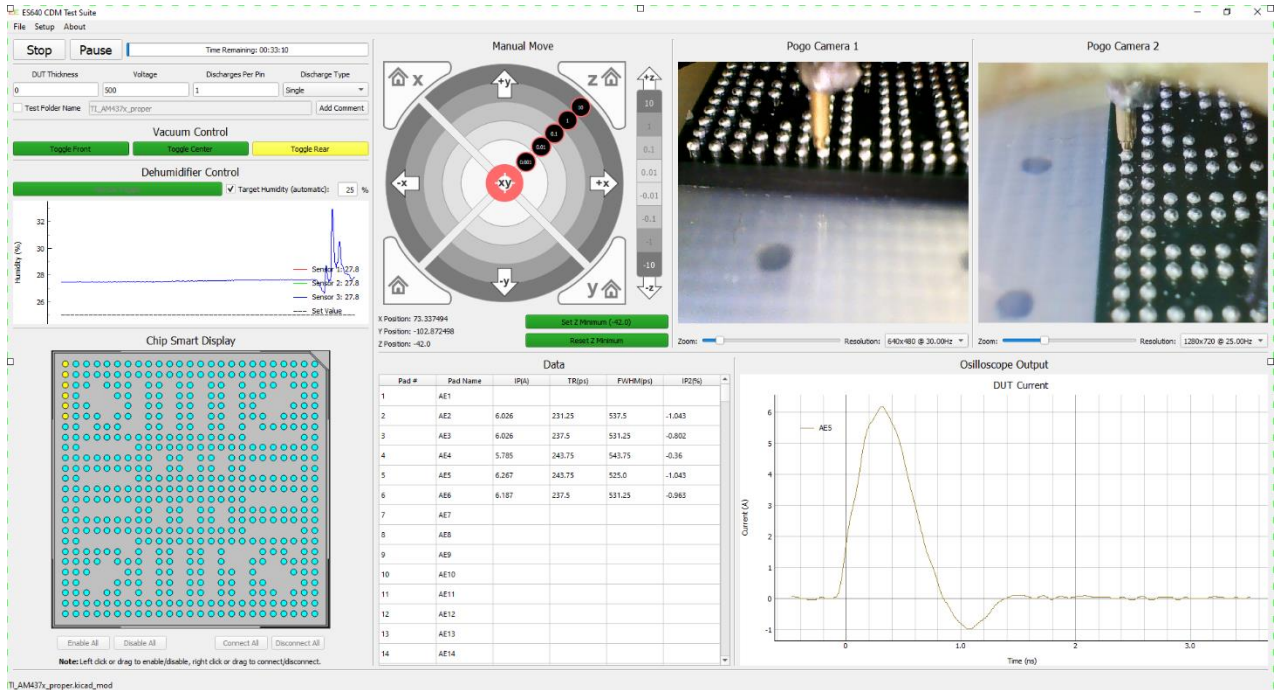 ES640 CDM Test Suite
File Setup About
Stop Pause Time Remaining: 00:33:10
DUT Thickness Voltage Discharges Per Pin Discharge Type
0 500 1 Single
Test Folder Name TI_AM437x_proper Add Comment
Vacuum Control
Toggle Front Toggle Center Toggle Rear
Dehumidifier Control
Target Humidity (automatic): 25 %
Humidity (%)
32
30
28
26
Sensor 1: 27.8
Sensor 2: 27.8
Sensor 3: 27.8
Set Value
Chip Smart Display
Enable All Disable All Connect All Disconnect All
Note: Left click or drag to enable/disable, right click or drag to connect/disconnect.
TI_AM437x_proper.kicad_mod
Manual Move
x +y z +z
10 1 0.1 0.01 0.001
-x xy +x
-y y -z
10
1
0.1
0.01
-0.01
-0.1
-1
-10
X Position: 73.337494
Y Position: -102.872498
Z Position: -42.0
Set Z Minimum (-42.0)
Reset Z Minimum
Pogo Camera 1
Zoom: Resolution: 640x480 @ 30.00Hz
Pogo Camera 2
Zoom: Resolution: 1280x720 @ 25.00Hz
Data
Pad # Pad Name IP(A) TR(ps) FWHM(ps) IP2(%)
1 AE1
2 AE2 6.026 231.25 537.5 -1.043
3 AE3 6.026 237.5 531.25 -0.802
4 AE4 5.785 243.75 543.75 -0.36
5 AE5 6.267 243.75 525.0 -1.043
6 AE6 6.187 237.5 531.25 -0.963
7 AE7
8 AE8
9 AE9
10 AE10
11 AE11
12 AE12
13 AE13
14 AE14
Osilloscope Output
DUT Current
AE5
Current (A)
6
5
4
3
2
1
0
-1
0 1.0 2 3.0
Time (ns)